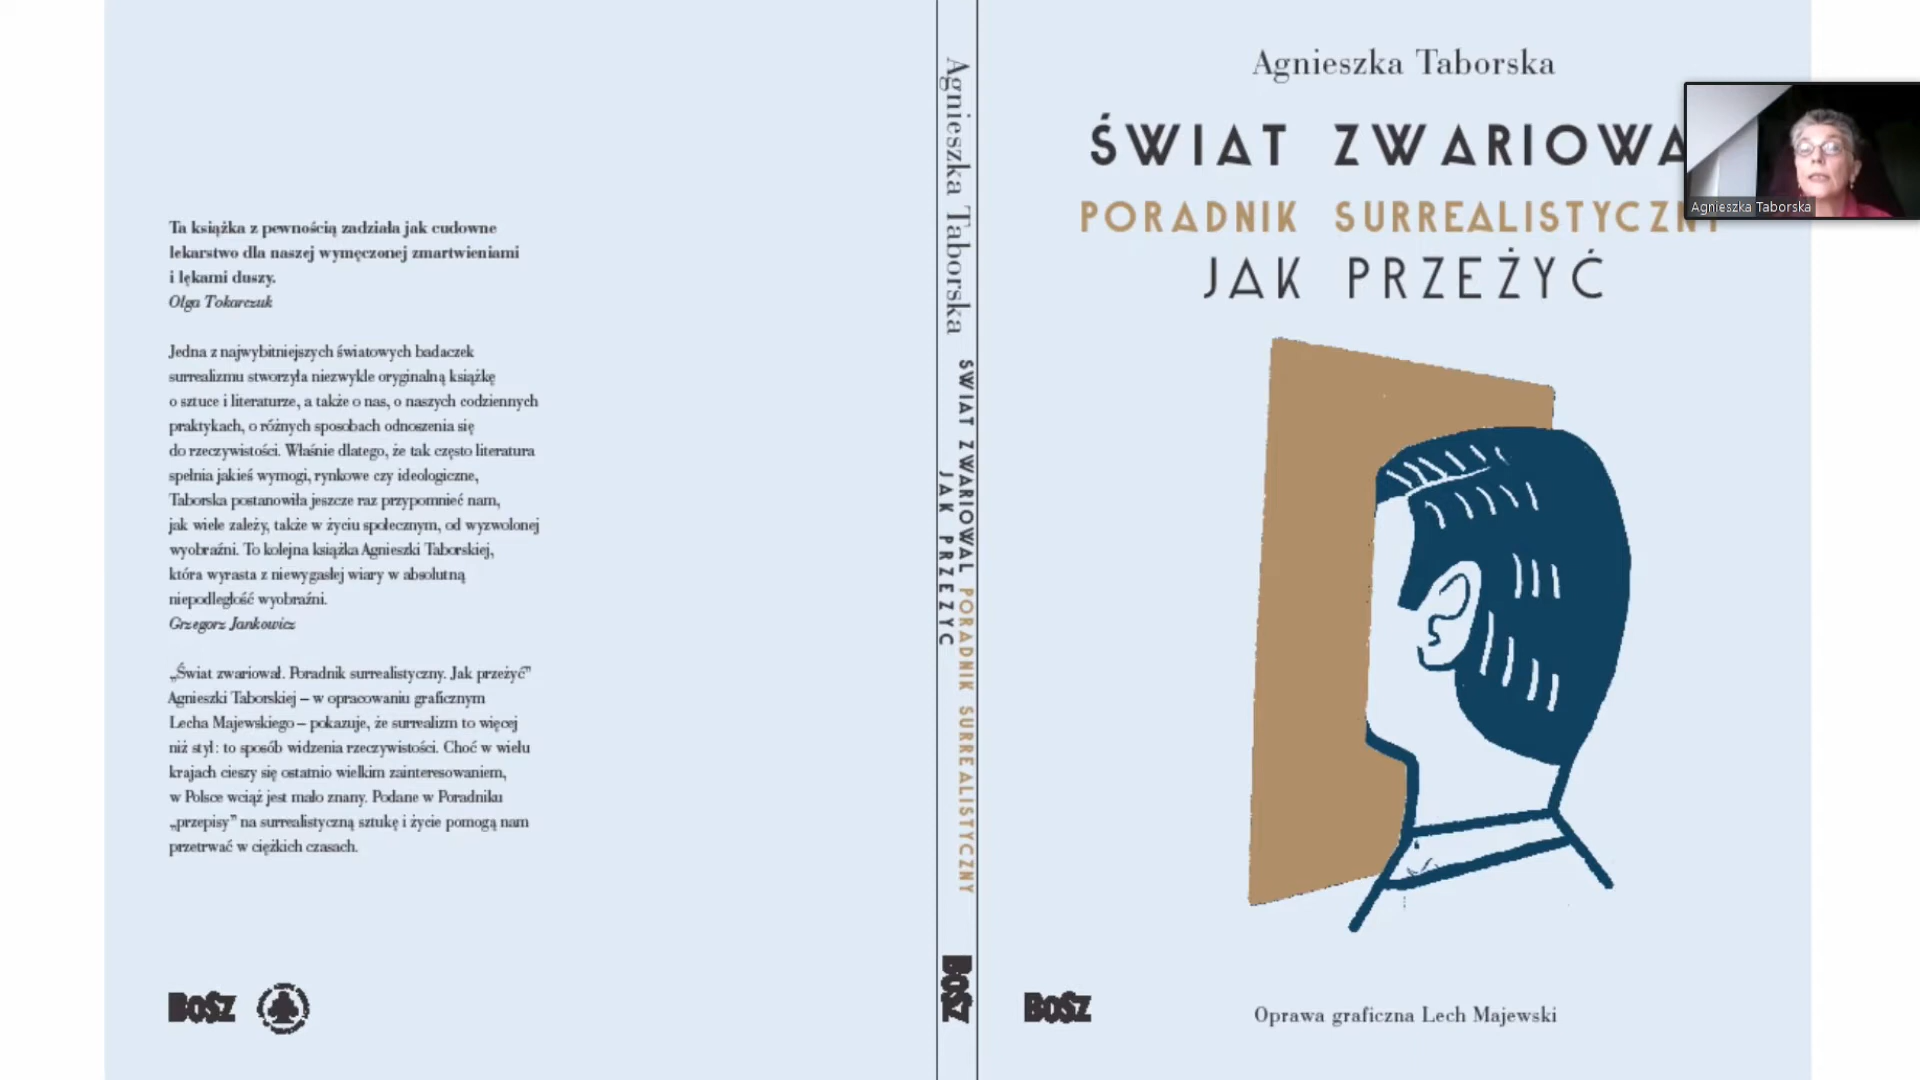 Ta książka z pewnością zadziała jak cudowne
lekarstwo dla naszej wymęczonej zmartwieniami
i lękami duszy.
Olga Tokarczuk
Jedna z najwybitniejszych światowych badaczek
surrealizmu stworzyła niezwykle oryginalną książkę
o sztuce i literaturze, a także o nas, o naszych codziennych
praktykach, o różnych sposobach odnoszenia się
do rzeczywistości. Właśnie dlatego, że tak często literatura
spełnia jakieś wymogi, rynkowe czy ideologiczne,
Taborska postanowiła jeszcze raz przypomnieć nam,
jak wiele zależy, także w życiu społecznym, od wyzwolonej
wyobraźni. To kolejna książka Agnieszki Taborskiej,
która wyrasta z niewygasłej wiary w absolutną
niepodległość wyobraźni.
Grzegorz Jankowicz
„Świat zwariował. Poradnik surrealistyczny. Jak przeżyć”
Agnieszki Taborskiej – w opracowaniu graficznym
Lecha Majewskiego – pokazuje, że surrealizm to więcej
niż styl: to sposób widzenia rzeczywistości. Choć w wielu
krajach cieszy się ostatnio wielkim zainteresowaniem,
w Polsce wciąż jest mało znany. Podane w Poradniku
„przepisy” na surrealistyczną sztukę i życie pomogą nam
przetrwać w ciężkich czasach.
BOSZ
Agnieszka Taborska
ŚWIAT ZWARIOWAŁ PORADNIK SURREALISTYCZNY
JAK PRZEŻYĆ
BOSZ
Agnieszka Taborska
ŚWIAT ZWARIOWA
PORADNIK SURREALISTYCZNY
JAK PRZEŻYĆ
BOSZ
Oprawa graficzna Lech Majewski
Agnieszka Taborska